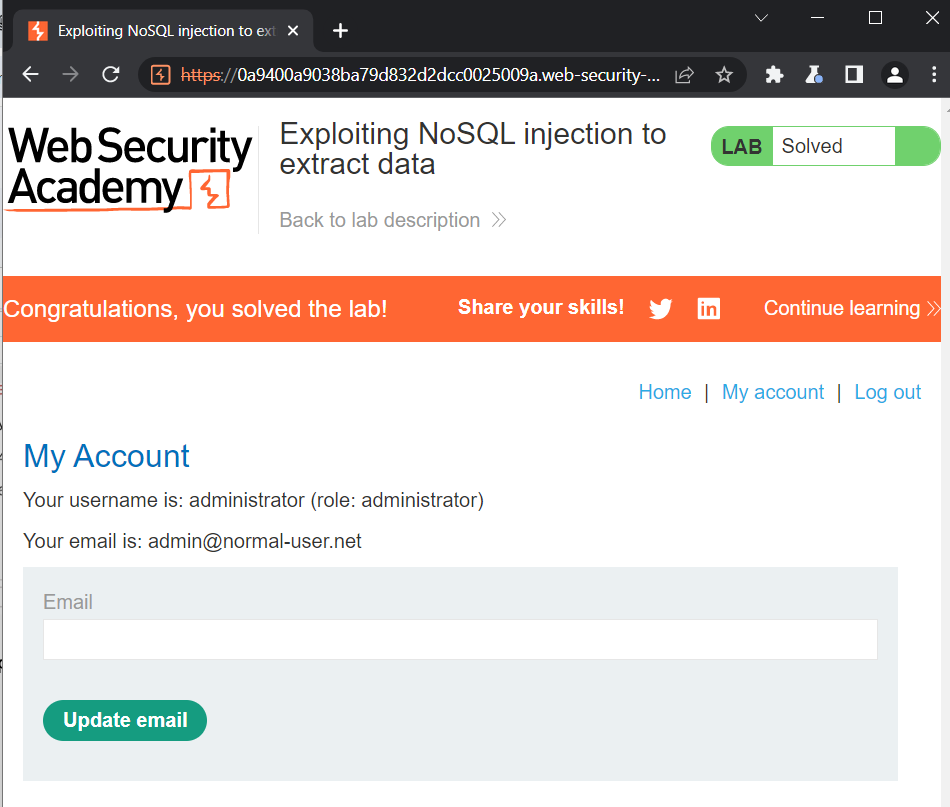 Exploiting NoSQL injection to ext
https://0a9400a9038ba79d832d2dcc0025009a.web-security-...
Web Security
Academy
Exploiting NoSQL injection to
extract data
Back to lab description
LAB Solved
Congratulations, you solved the lab!
Share your skills!
Continue learning
Home | My account | Log out
My Account
Your username is: administrator (role: administrator)
Your email is: admin@normal-user.net
Email
Update email